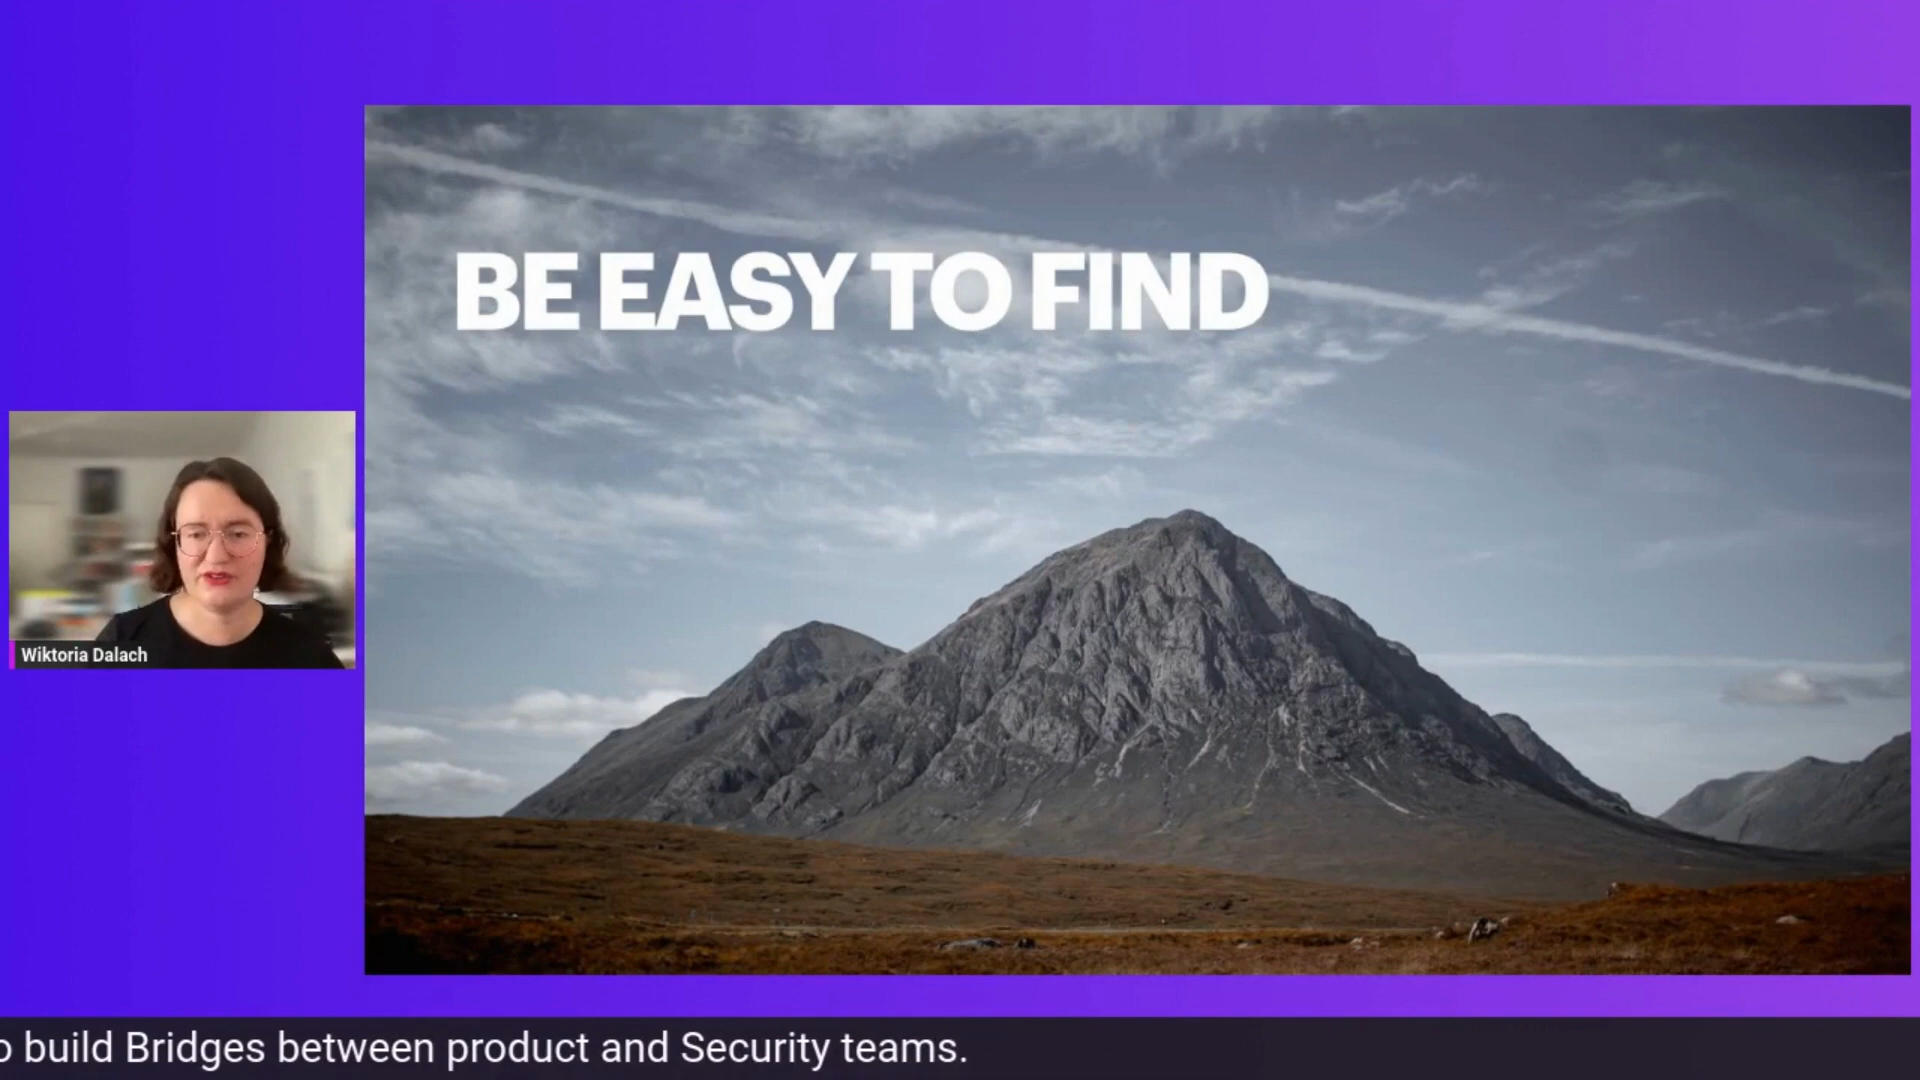 BE EASY TO FIND
Wiktoria Dalach
build Bridges between product and Security teams.